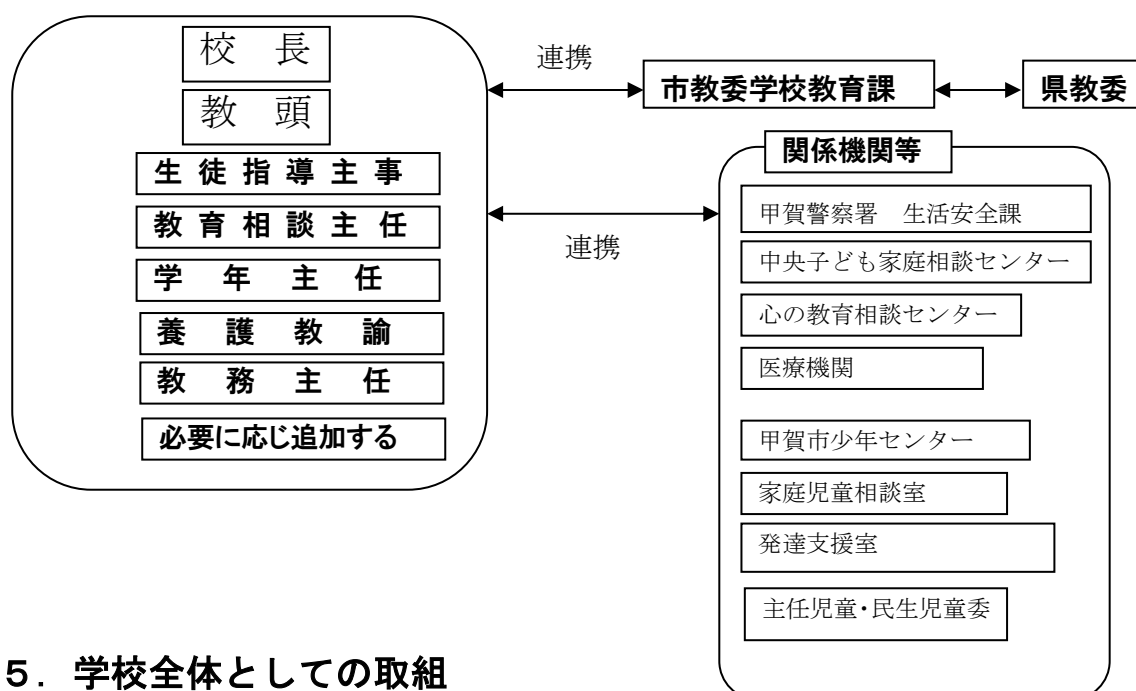 校　長
教　頭
生徒指導主事
教育相談主任
学年主任
養護教諭
教務主任
必要に応じ追加する
連携
市教委学校教育課
県教委
連携
関係機関等
甲賀警察署　生活安全課
中央子ども家庭相談センター
心の教育相談センター
医療機関
甲賀市少年センター
家庭児童相談室
発達支援室
主任児童・民生児童委
５．学校全体としての取組